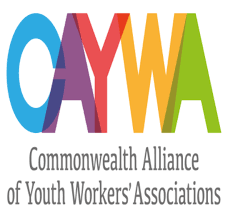 CAYWA
Commonwealth Alliance
of Youth Workers' Associations